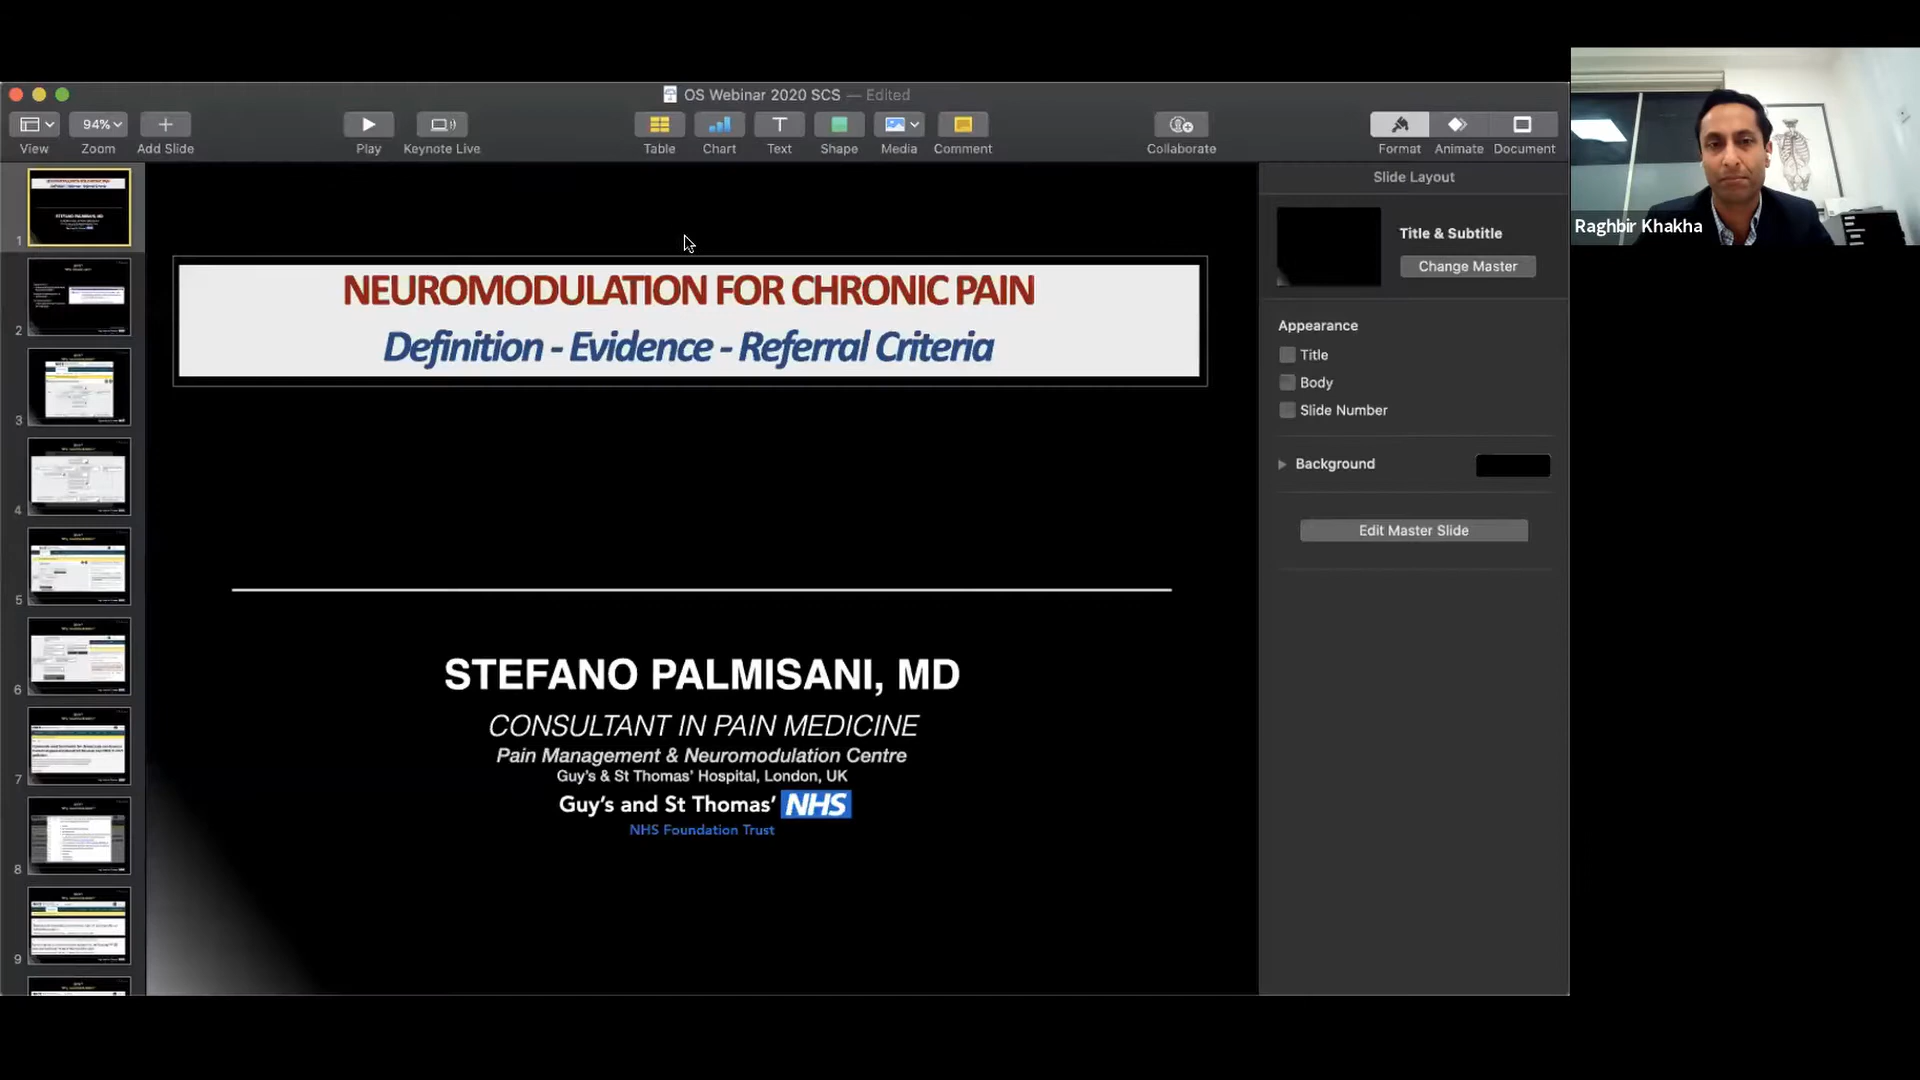 OS Webinar 2020 SCS — Edited
94%
View
Zoom
Add Slide
Play
Keynote Live
Table
Chart
Text
Shape
Media
Comment
Collaborate
Format
Animate
Document
1
2
3
4
5
6
7
8
9
NEUROMODULATION FOR CHRONIC PAIN
Definition - Evidence - Referral Criteria
STEFANO PALMISANI, MD
CONSULTANT IN PAIN MEDICINE
Pain Management & Neuromodulation Centre
Guy's & St Thomas' Hospital, London, UK
Guy's and St Thomas' NHS
NHS Foundation Trust
Slide Layout
Title & Subtitle
Change Master
Appearance
Title
Body
Slide Number
Background
Edit Master Slide
Raghbir Khakha